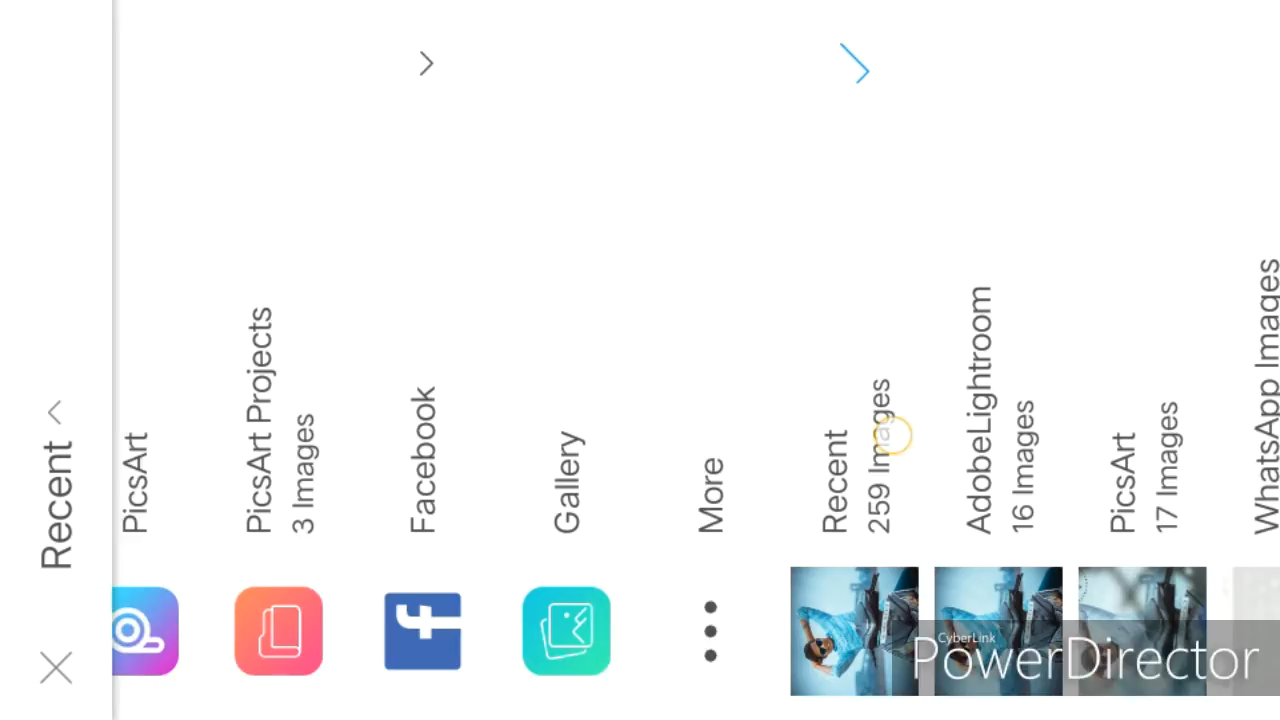 Recent
PicsArt
PicsArt Projects
3 Images
Facebook
Gallery
More
Recent
259 Images
AdobeLightroom
16 Images
PicsArt
17 Images
WhatsApp Images
CyberLink
PowerDirector